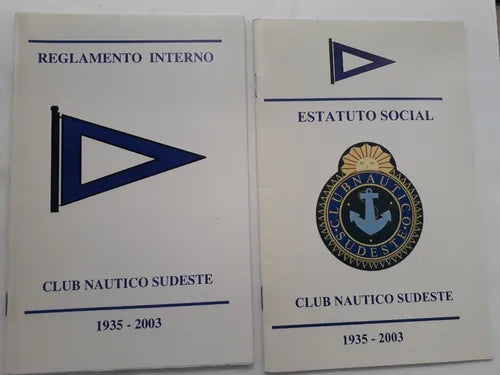 REGLAMENTO INTERNO
CLUB NAUTICO SUDESTE
1935 - 2003
ESTATUTO SOCIAL
CLUB NAUTICO
SUDESTE
CLUB NAUTICO SUDESTE
1935 - 2003